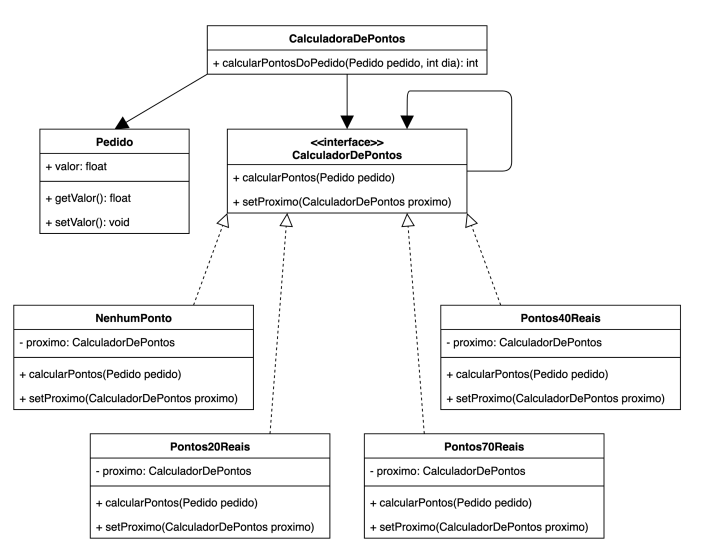 CalculadoraDePontos
+ calcularPontosDoPedido(Pedido pedido, int dia): int
Pedido
+ valor: float
+ getValor(): float
+ setValor(): void
<<interface>>
CalculadorDePontos
+ calcularPontos(Pedido pedido)
+ setProximo(CalculadorDePontos proximo)
NenhumPonto
- proximo: CalculadorDePontos
+ calcularPontos(Pedido pedido)
+ setProximo(CalculadorDePontos proximo)
Pontos40Reais
- proximo: CalculadorDePontos
+ calcularPontos(Pedido pedido)
+ setProximo(CalculadorDePontos proximo)
Pontos20Reais
- proximo: CalculadorDePontos
+ calcularPontos(Pedido pedido)
+ setProximo(CalculadorDePontos proximo)
Pontos70Reais
- proximo: CalculadorDePontos
+ calcularPontos(Pedido pedido)
+ setProximo(CalculadorDePontos proximo)